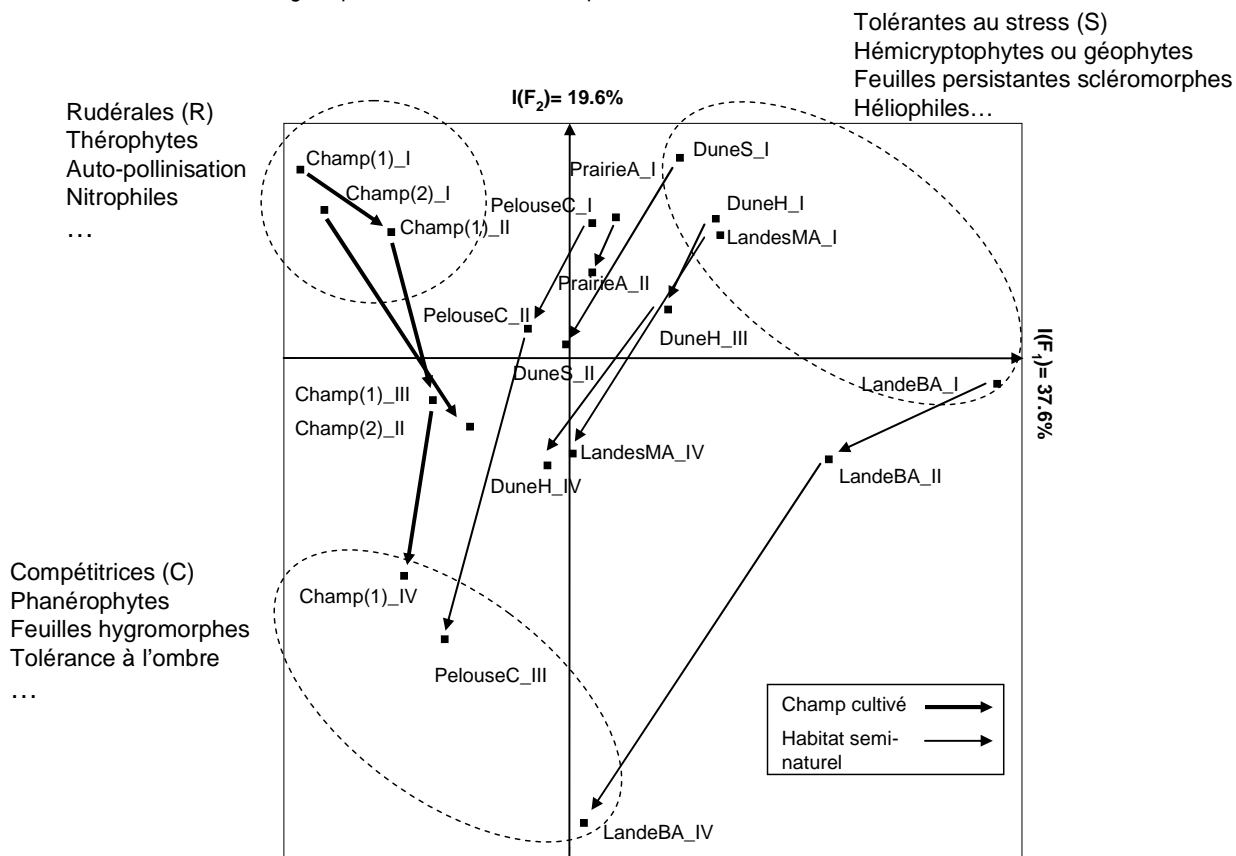 Tolérantes au stress (S)
Hémicryptophytes ou géophytes
Feuilles persistantes scléromorphes
Héliophiles…
I(F2)= 19.6%
Rudérales (R)
Thérophytes
Auto-pollinisation
Nitrophiles
…
Champ(1)_I
Champ(2)_I
Champ(1)_II
PrairieA_I
DuneS_I
PelouseC_I
DuneH_I
LandesMA_I
PrairieA_II
PelouseC_II
DuneH_III
DuneS_II
I(F1)= 37.6%
LandeBA_I
Champ(1)_III
Champ(2)_II
LandesMA_IV
DuneH_IV
LandeBA_II
Compétitrices (C)
Phanérophytes
Feuilles hygromorphes
Tolérance à l’ombre
…
Champ(1)_IV
PelouseC_III
LandeBA_IV
Champ cultivé
Habitat semi-
naturel